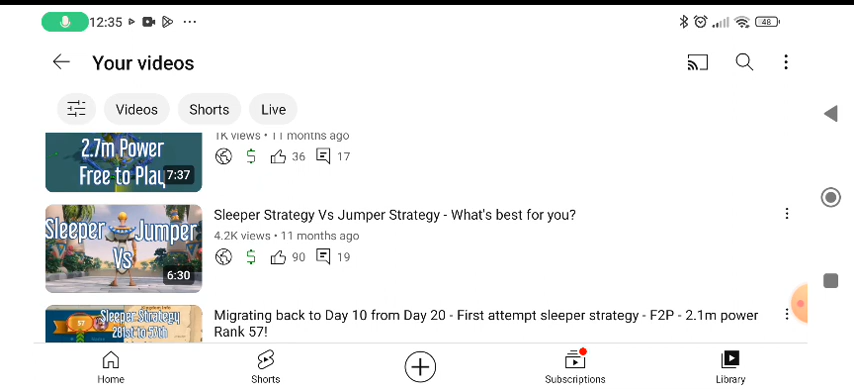 12:35
48
Your videos
Videos
Shorts
Live
2.7m Power
Free to Play
7:37
1K views • 11 months ago
36
17
Sleeper Jumper
Vs
6:30
Sleeper Strategy Vs Jumper Strategy - What's best for you?
4.2K views • 11 months ago
90
19
57
Sleeper Strategy
281st to 57th
Migrating back to Day 10 from Day 20 - First attempt sleeper strategy - F2P - 2.1m power
Rank 57!
Home
Shorts
Subscriptions
Library